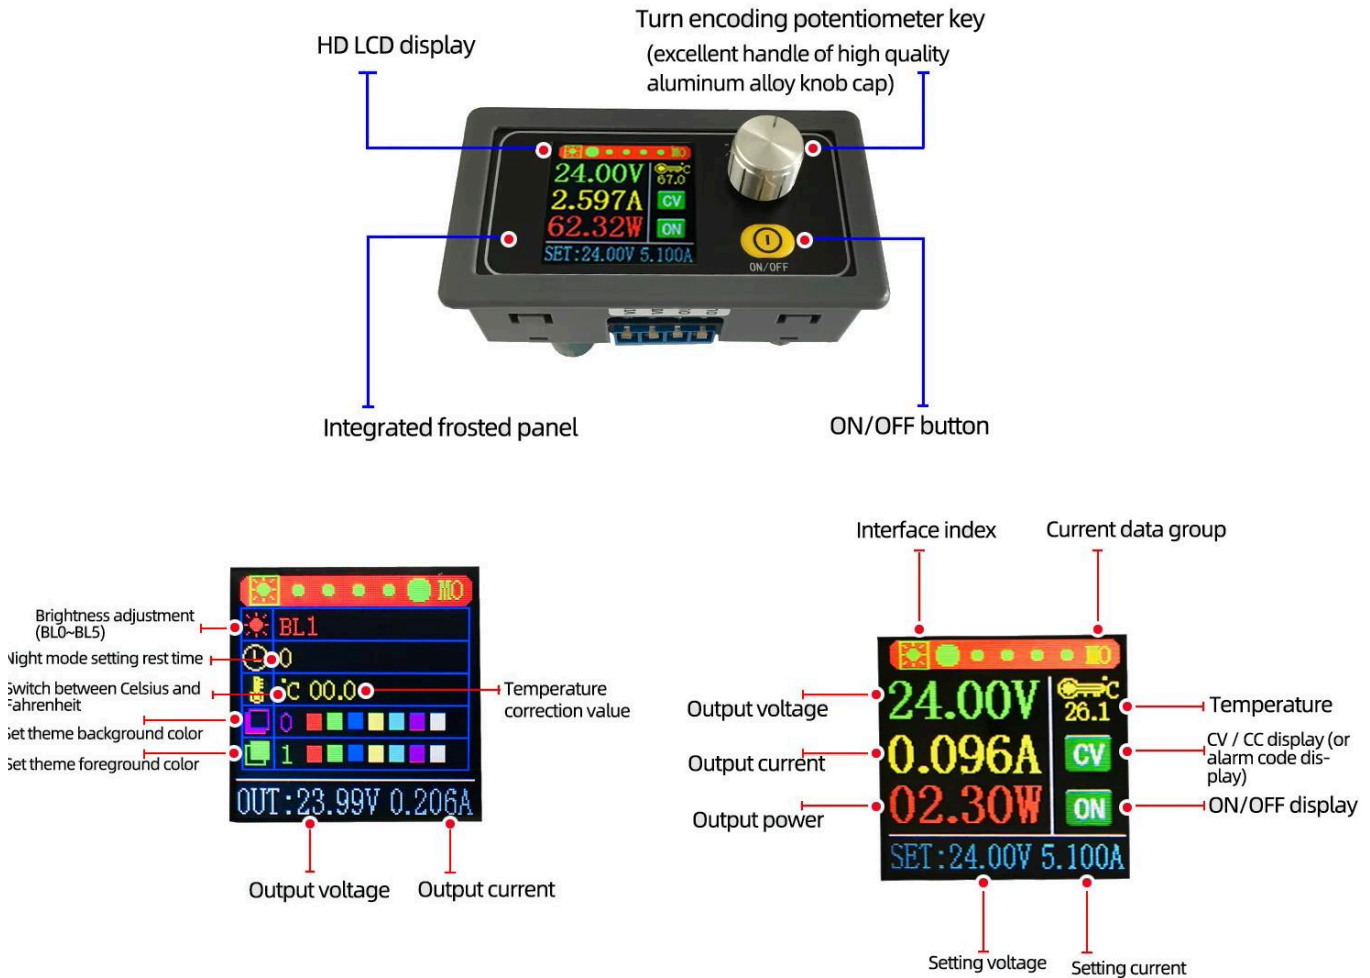 Turn encoding potentiometer key
HD LCD display
(excellent handle of high quality
aluminum alloy knob cap)
M0
24.00V
°C
67.0
2.597A
CV
62.32W
ON
SET:24.00V 5.100A
ON/OFF
Integrated frosted panel
ON/OFF button
Interface index
Current data group
M0
Brightness adjustment
(BL0~BL5)
BL1
Night mode setting rest time
0
Switch between Celsius and
Fahrenheit
°C 00.0
Temperature
correction value
Set theme background color
0
Set theme foreground color
1
OUT:23.99V 0.206A
Output voltage
Output current
M0
Output voltage
24.00V
°C
26.1
Temperature
Output current
0.096A
CV
CV / CC display (or
alarm code dis-
play)
Output power
02.30W
ON
ON/OFF display
SET:24.00V 5.100A
Setting voltage
Setting current